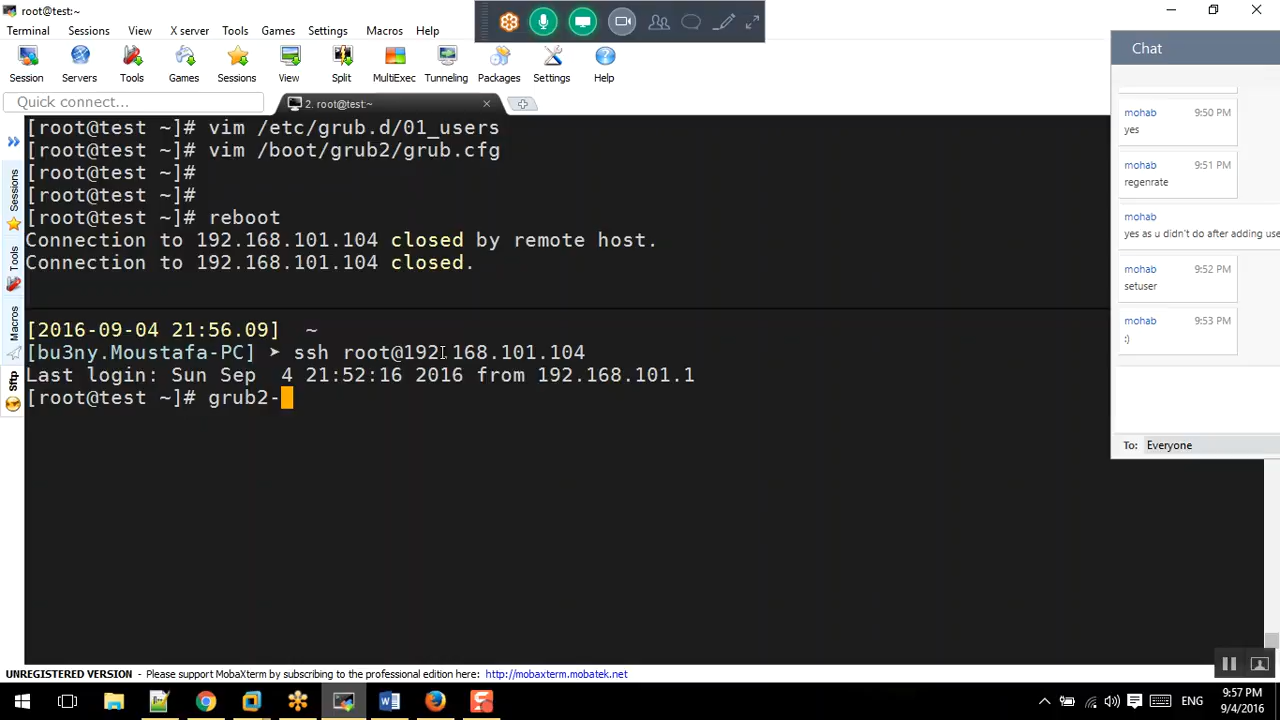 root@test:~
Terminal Sessions View X server Tools Games Settings Macros Help
Session Servers Tools Games Sessions View Split MultiExec Tunneling Packages Settings Help
Quick connect...
2. root@test:~
[root@test ~]# vim /etc/grub.d/01_users
[root@test ~]# vim /boot/grub2/grub.cfg
[root@test ~]#
[root@test ~]#
[root@test ~]# reboot
Connection to 192.168.101.104 closed by remote host.
Connection to 192.168.101.104 closed.
[2016-09-04 21:56.09] ~
[bu3ny.Moustafa-PC] ➤ ssh root@192.168.101.104
Last login: Sun Sep 4 21:52:16 2016 from 192.168.101.1
[root@test ~]# grub2-
Sessions
Tools
Macros
Sftp
Chat
mohab 9:50 PM
yes
mohab 9:51 PM
regenrate
mohab
yes as u didn't do after adding use
mohab 9:52 PM
setuser
mohab 9:53 PM
:)
To: Everyone
UNREGISTERED VERSION - Please support MobaXterm by subscribing to the professional edition here: http://mobaxterm.mobatek.net
ENG
9:57 PM
9/4/2016